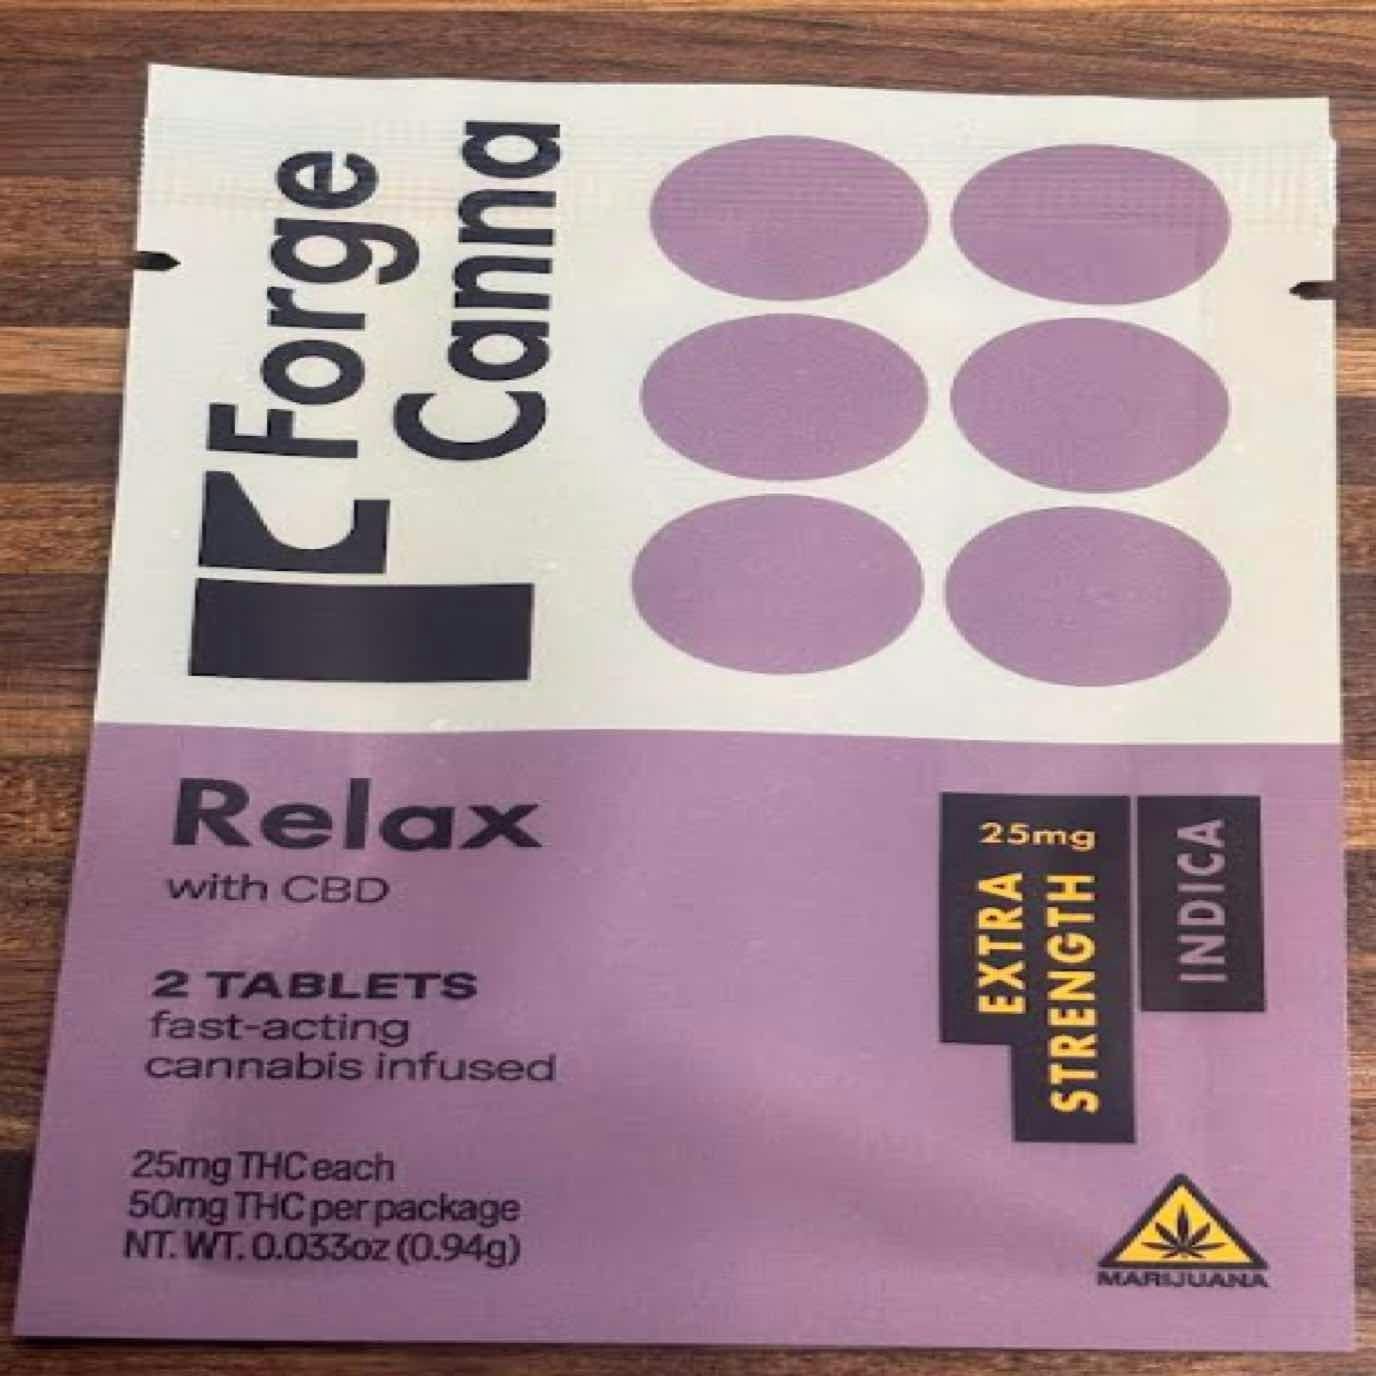 Forge
Canna
Relax
with CBD
2 TABLETS
fast-acting
cannabis infused
25mg THC each
50mg THC per package
NT. WT. 0.033oz (0.94g)
25mg
EXTRA
STRENGTH
INDICA
MARIJUANA